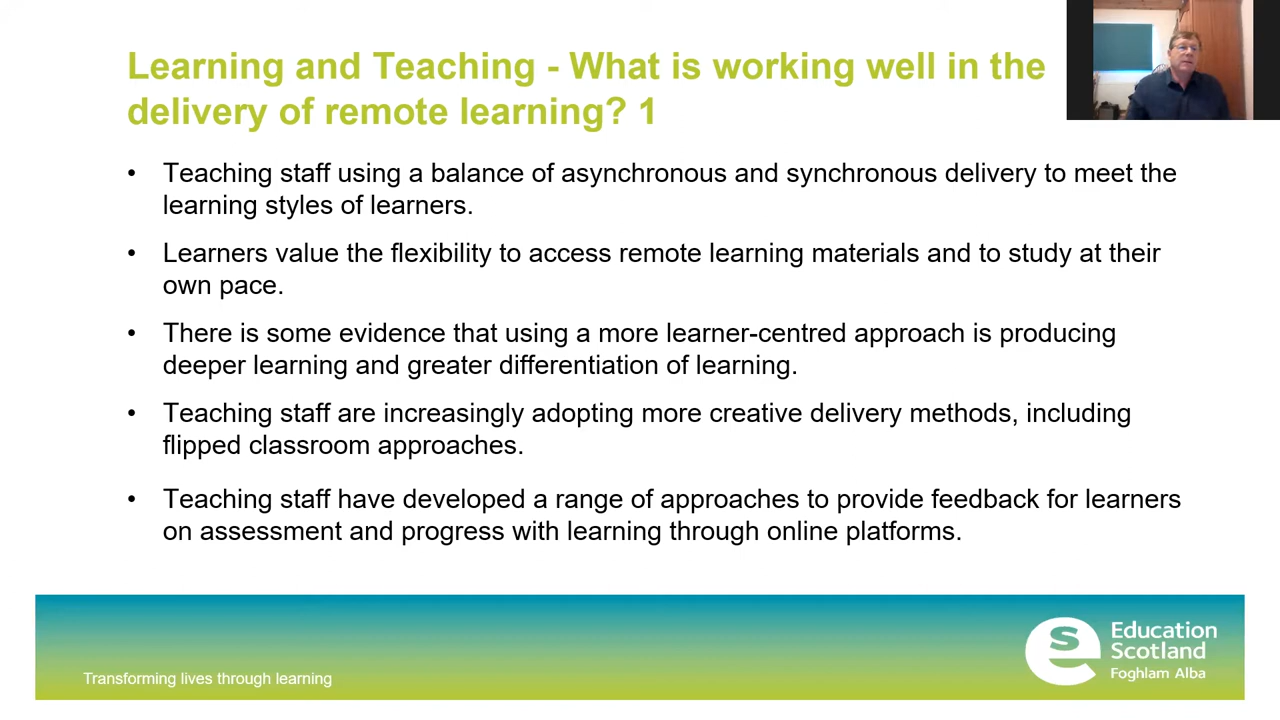 Learning and Teaching - What is working well in the
delivery of remote learning? 1
• Teaching staff using a balance of asynchronous and synchronous delivery to meet the
learning styles of learners.
• Learners value the flexibility to access remote learning materials and to study at their
own pace.
• There is some evidence that using a more learner-centred approach is producing
deeper learning and greater differentiation of learning.
• Teaching staff are increasingly adopting more creative delivery methods, including
flipped classroom approaches.
• Teaching staff have developed a range of approaches to provide feedback for learners
on assessment and progress with learning through online platforms.
Transforming lives through learning
es
Education
Scotland
Foghlam Alba